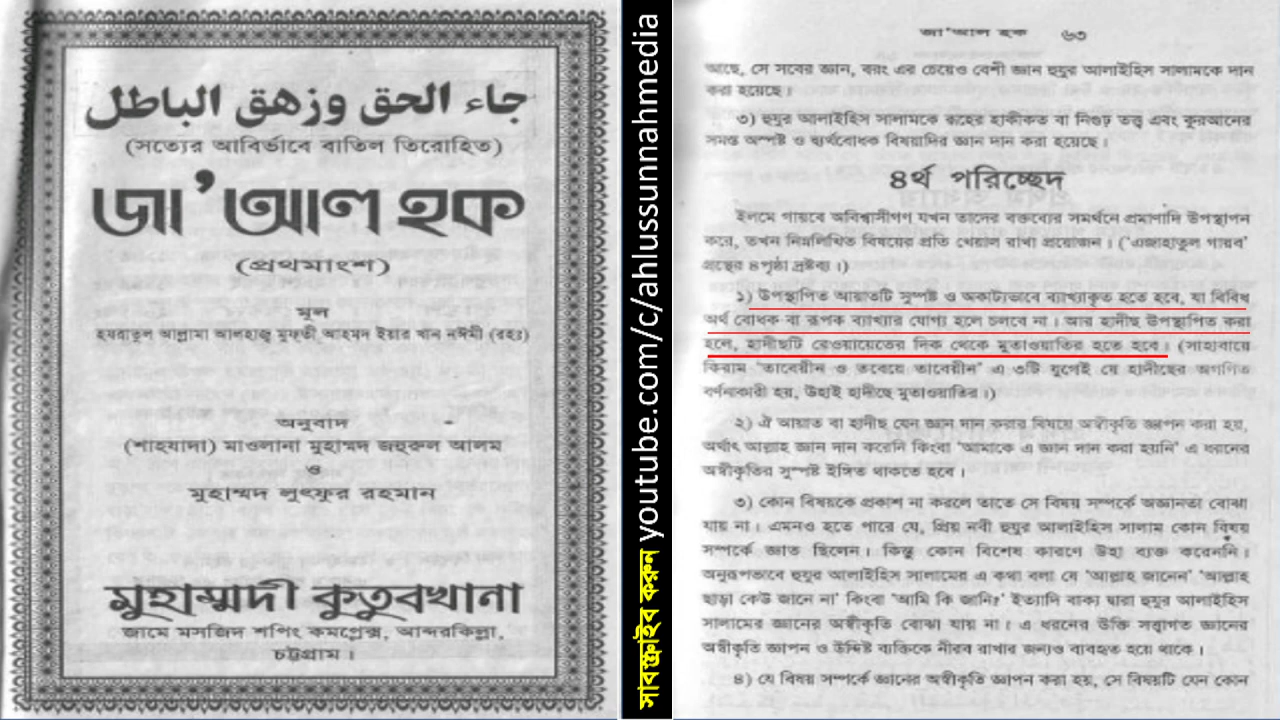 جاء الحق وزهق الباطل
(সত্যের আবির্ভাবে বাতিল তিরোহিত)
জা'আল হক
(প্রথমাংশ)
মূল
হযরাতুল আল্লামা আলহাজ্ব মুফতী আহমদ ইয়ার খান নঈমী (রহঃ)
অনুবাদ
(শাহযাদা) মাওলানা মুহাম্মদ জহুরুল আলম
ও
মুহাম্মদ লুৎফুর রহমান
মুহাম্মদী কুতুবখানা
জামে মসজিদ শপিং কমপ্লেক্স, আন্দরকিল্লা,
চট্টগ্রাম।
সাবস্ক্রাইব করুন youtube.com/c/ahlussunnahmedia
জা'আল হক ৬৩
আছে, সে সবের জ্ঞান, বরং এর চেয়েও বেশী জ্ঞান হুযুর আলাইহিস সালামকে দান
করা হয়েছে।
৩) হুযুর আলাইহিস সালামকে রূহের হাকীকত বা নিগুঢ় তত্ত্ব এবং কুরআনের
সমস্ত অস্পষ্ট ও দ্ব্যর্থবোধক বিষয়াদির জ্ঞান দান করা হয়েছে।
৪র্থ পরিচ্ছেদ
ইলমে গায়বে অবিশ্বাসীগণ যখন তাদের বক্তব্যের সমর্থনে প্রমাণাদি উপস্থাপন
করে, তখন নিম্নলিখিত বিষয়ের প্রতি খেয়াল রাখা প্রয়োজন। ('এজাহাতুল গায়ব'
গ্রন্থের ৪পৃষ্ঠা দ্রষ্টব্য।)
১) উপস্থাপিত আয়াতটি সুস্পষ্ট ও অকাট্যভাবে ব্যাখ্যাকৃত হতে হবে, যা বিবিধ
অর্থ বোধক বা রূপক ব্যাখ্যার যোগ্য হলে চলবে না। আর হাদীছ উপস্থাপিত করা
হলে, হাদীছটি রেওয়ায়েতের দিক থেকে মুতাওয়াতির হতে হবে। (সাহাবায়ে
কিরাম 'তাবেয়ীন ও তবেয়ে তাবেয়ীন' এ ৩টি যুগেই যে হাদীছের অগণিত
বর্ণনাকারী হয়, উহাই হাদীছে মুতাওয়াতির।)
২) ঐ আয়াত বা হাদীছ যেন জ্ঞান দান করার বিষয়ে অস্বীকৃতি জ্ঞাপন করা হয়,
অর্থাৎ আল্লাহ জ্ঞান দান করেনি কিংবা 'আমাকে এ জ্ঞান দান করা হয়নি' এ ধরনের
অস্বীকৃতির সুস্পষ্ট ইঙ্গিত থাকতে হবে।
৩) কোন বিষয়কে প্রকাশ না করলে তাতে সে বিষয় সম্পর্কে অজ্ঞানতা বোঝা
যায় না। এমনও হতে পারে যে, প্রিয় নবী হুযুর আলাইহিস সালাম কোন বিষয়
সম্পর্কে জ্ঞাত ছিলেন। কিন্তু কোন বিশেষ কারণে উহা ব্যক্ত করেননি।
অনুরূপভাবে হুযুর আলাইহিস সালামের এ কথা বলা যে 'আল্লাহ জানেন' 'আল্লাহ
ছাড়া কেউ জানে না' কিংবা 'আমি কি জানি?' ইত্যাদি বাক্য দ্বারা হুযুর আলাইহিস
সালামের জ্ঞানের অস্বীকৃতি বোঝা যায় না। এ ধরনের উক্তি সত্ত্বাগত জ্ঞানের
অস্বীকৃতি জ্ঞাপন ও উদ্দিষ্ট ব্যক্তিকে নীরব রাখার জন্যও ব্যবহৃত হয়ে থাকে।
৪) যে বিষয় সম্পর্কে জ্ঞানের অস্বীকৃতি জ্ঞাপন করা হয়, সে বিষয়টি যেন কোন